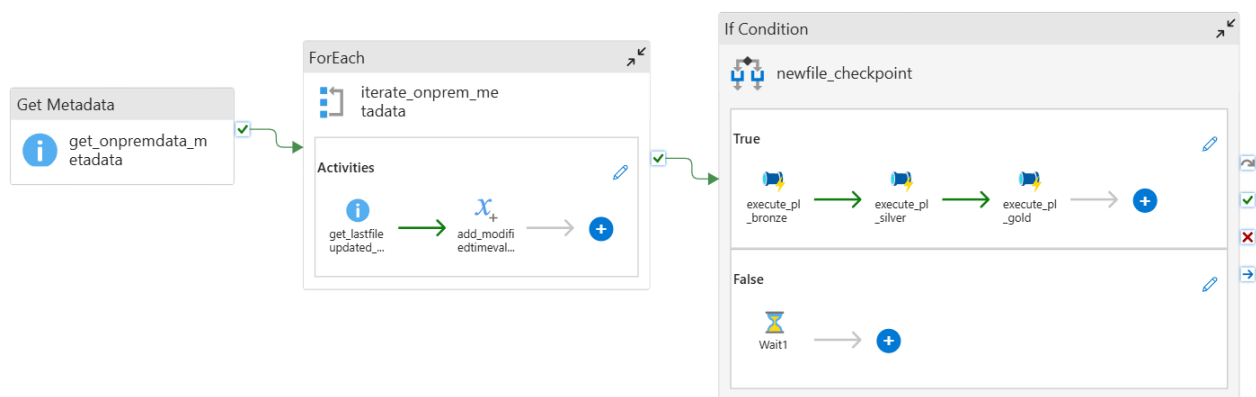 Get Metadata
get_onpremdata_m
etadata
ForEach
iterate_onprem_me
tadata
Activities
get_lastfile
updated_...
add_modifi
edtimeval...
If Condition
newfile_checkpoint
True
execute_pl
_bronze
execute_pl
_silver
execute_pl
_gold
False
Wait1